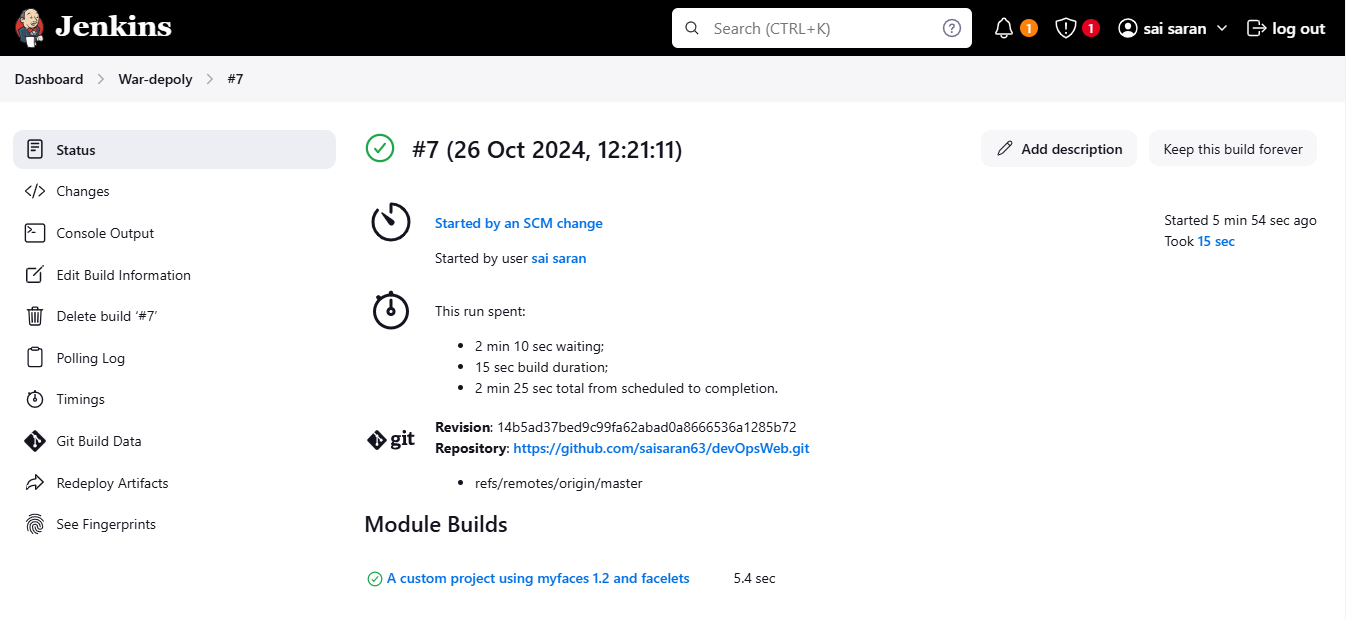 Jenkins
Search (CTRL+K)
?
1
1
sai saran
log out
Dashboard
War-depoly
#7
Status
Changes
Console Output
Edit Build Information
Delete build ‘#7’
Polling Log
Timings
Git Build Data
Redeploy Artifacts
See Fingerprints
#7 (26 Oct 2024, 12:21:11)
Add description
Keep this build forever
Started by an SCM change
Started by user sai saran
Started 5 min 54 sec ago
Took 15 sec
This run spent:
• 2 min 10 sec waiting;
• 15 sec build duration;
• 2 min 25 sec total from scheduled to completion.
git
Revision: 14b5ad37bed9c99fa62abad0a8666536a1285b72
Repository: https://github.com/saisaran63/devOpsWeb.git
• refs/remotes/origin/master
Module Builds
A custom project using myfaces 1.2 and facelets 5.4 sec